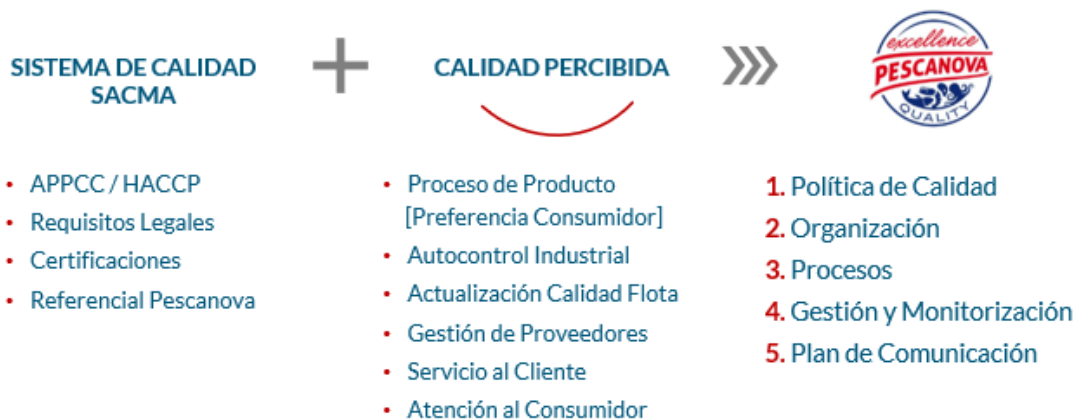 SISTEMA DE CALIDAD
SACMA
• APPCC / HACCP
• Requisitos Legales
• Certificaciones
• Referencial Pescanova
+
CALIDAD PERCIBIDA
• Proceso de Producto
[Preferencia Consumidor]
• Autocontrol Industrial
• Actualización Calidad Flota
• Gestión de Proveedores
• Servicio al Cliente
• Atención al Consumidor
excellence
PESCANOVA
QUALITY
1. Política de Calidad
2. Organización
3. Procesos
4. Gestión y Monitorización
5. Plan de Comunicación